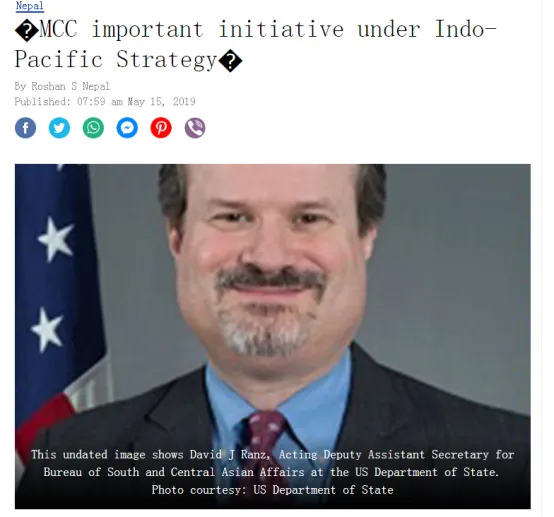 Nepal
�MCC important initiative under Indo-
Pacific Strategy�
By Roshan S Nepal
Published: 07:59 am May 15, 2019
This undated image shows David J Ranz, Acting Deputy Assistant Secretary for
Bureau of South and Central Asian Affairs at the US Department of State.
Photo courtesy: US Department of State